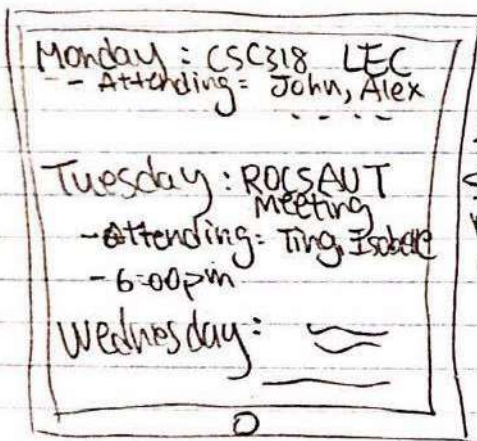 Monday : CSC318 LEC
- Attending = John, Alex
- - - -
Tuesday : ROCSAUT
Meeting
- Attending = Ting, Isobelle
- 6:00pm
Wednesday :